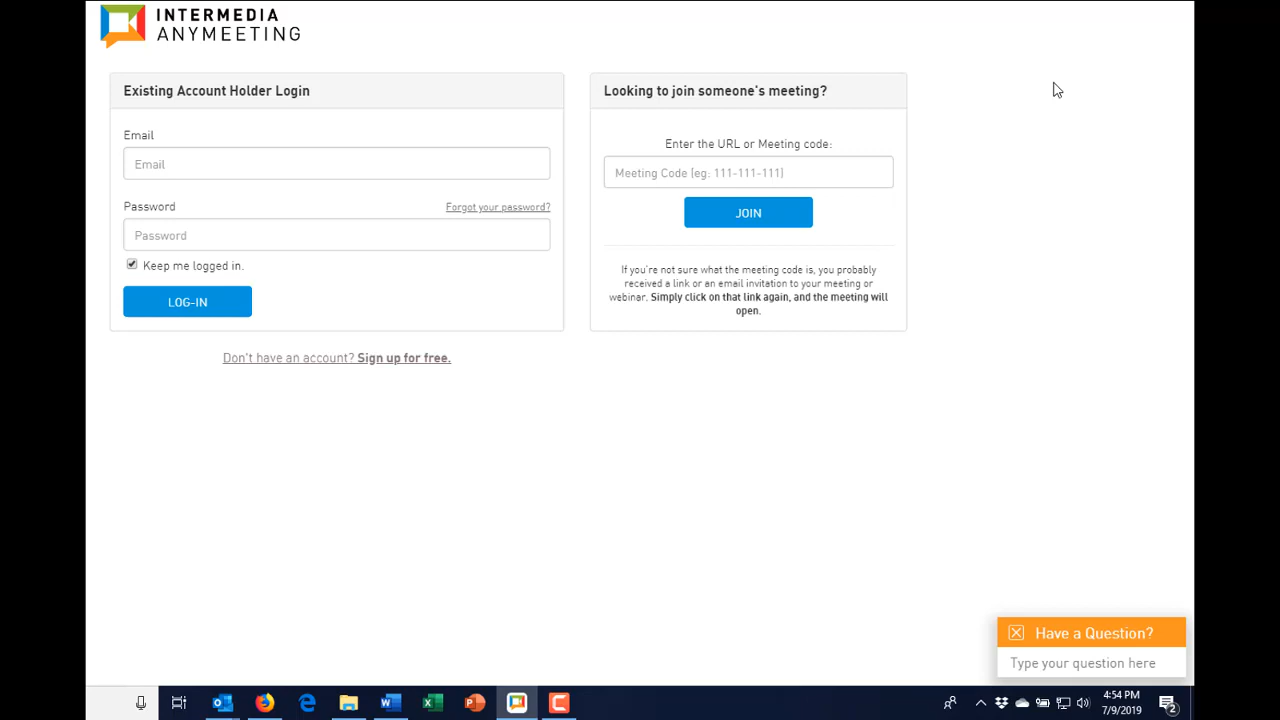 INTERMEDIA
ANYMEETING
Existing Account Holder Login
Email
Email
Password
Forgot your password?
Password
Keep me logged in.
LOG-IN
Don't have an account? Sign up for free.
Looking to join someone's meeting?
Enter the URL or Meeting code:
Meeting Code (eg: 111-111-111)
JOIN
If you're not sure what the meeting code is, you probably
received a link or an email invitation to your meeting or
webinar. Simply click on that link again, and the meeting will
open.
Have a Question?
Type your question here
4:54 PM
7/9/2019
2